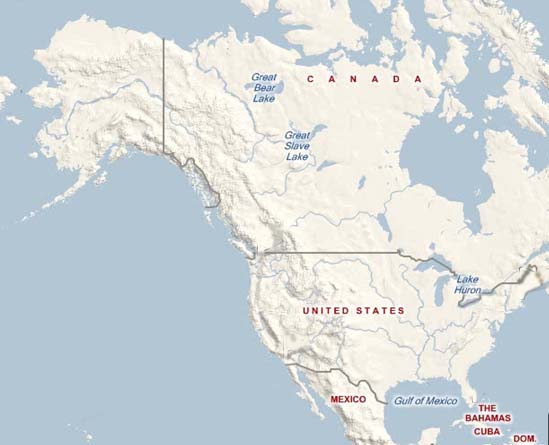 Great
Bear
Lake
C A N A D A
Great
Slave
Lake
Lake
Huron
UNITED STATES
MEXICO
Gulf of Mexico
THE
BAHAMAS
CUBA
DOM.